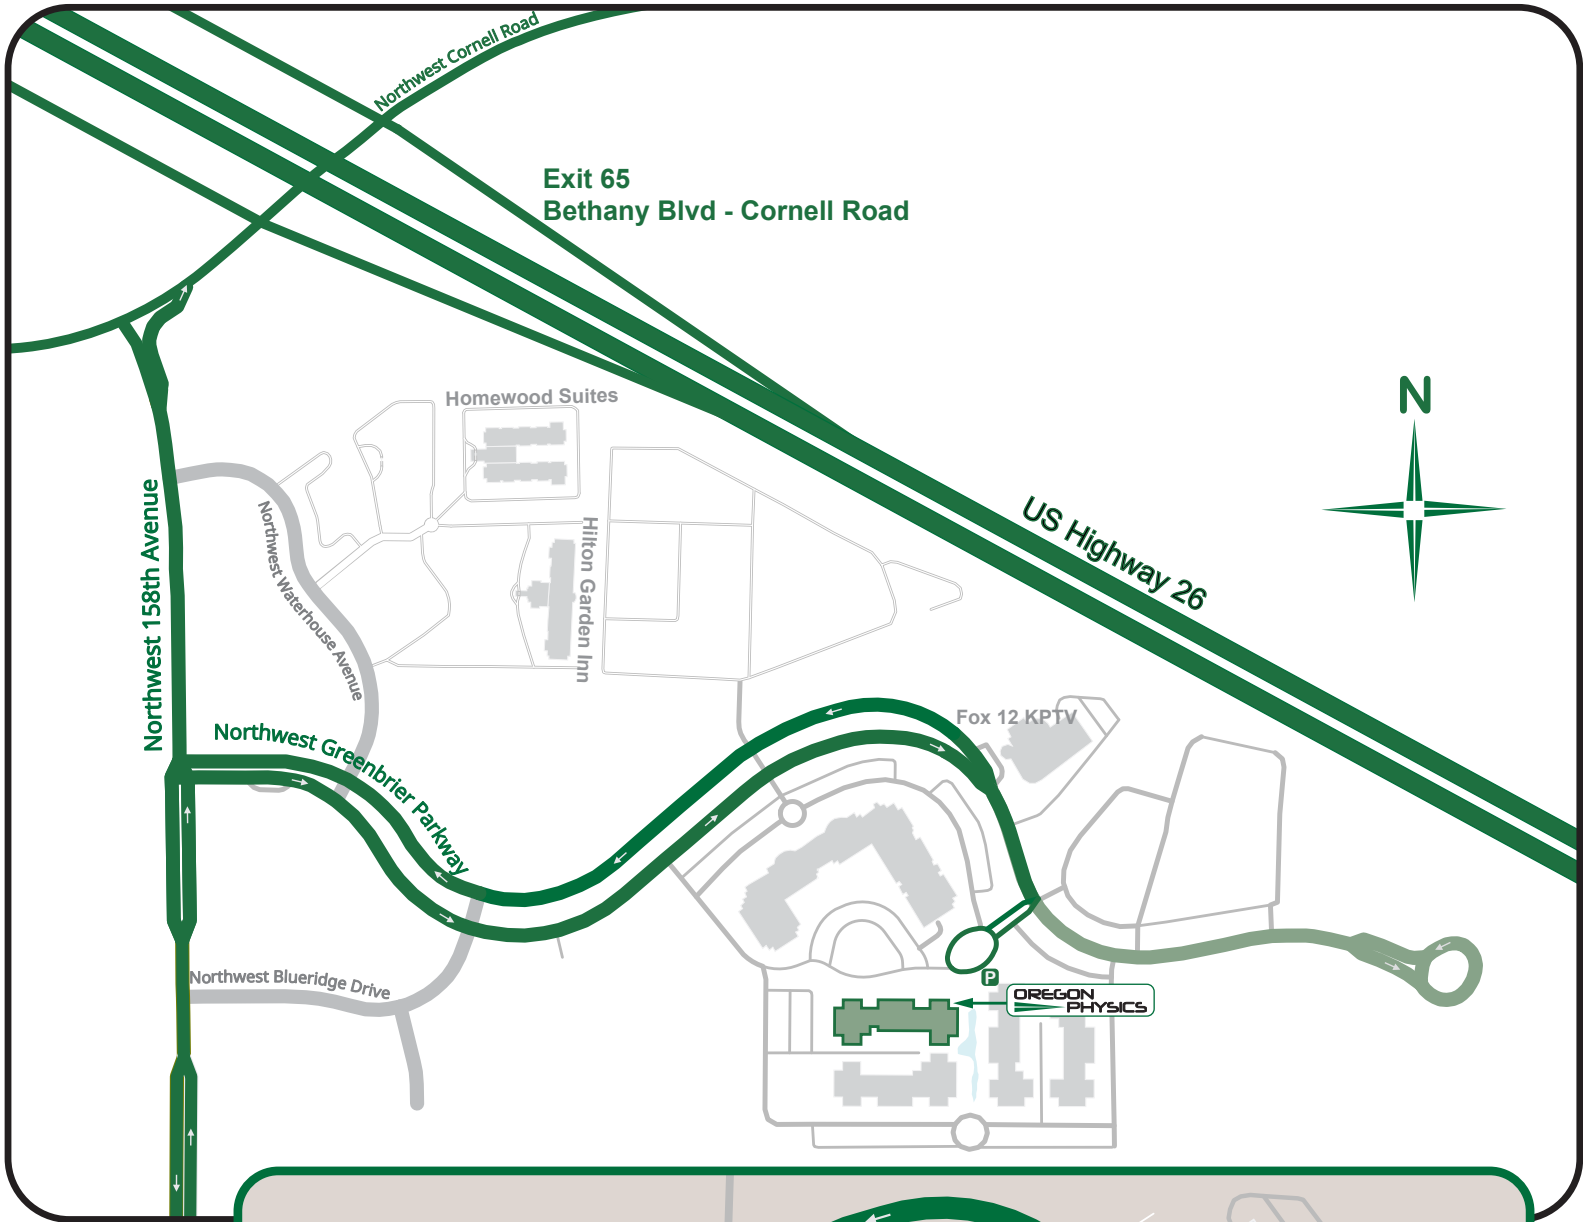 Northwest Cornell Road
Exit 65
Bethany Blvd - Cornell Road
N
Homewood Suites
US Highway 26
Northwest 158th Avenue
Northwest Waterhouse Avenue
Hilton Garden Inn
Northwest Greenbrier Parkway
Fox 12 KPTV
Northwest Blueridge Drive
P
OREGON
PHYSICS